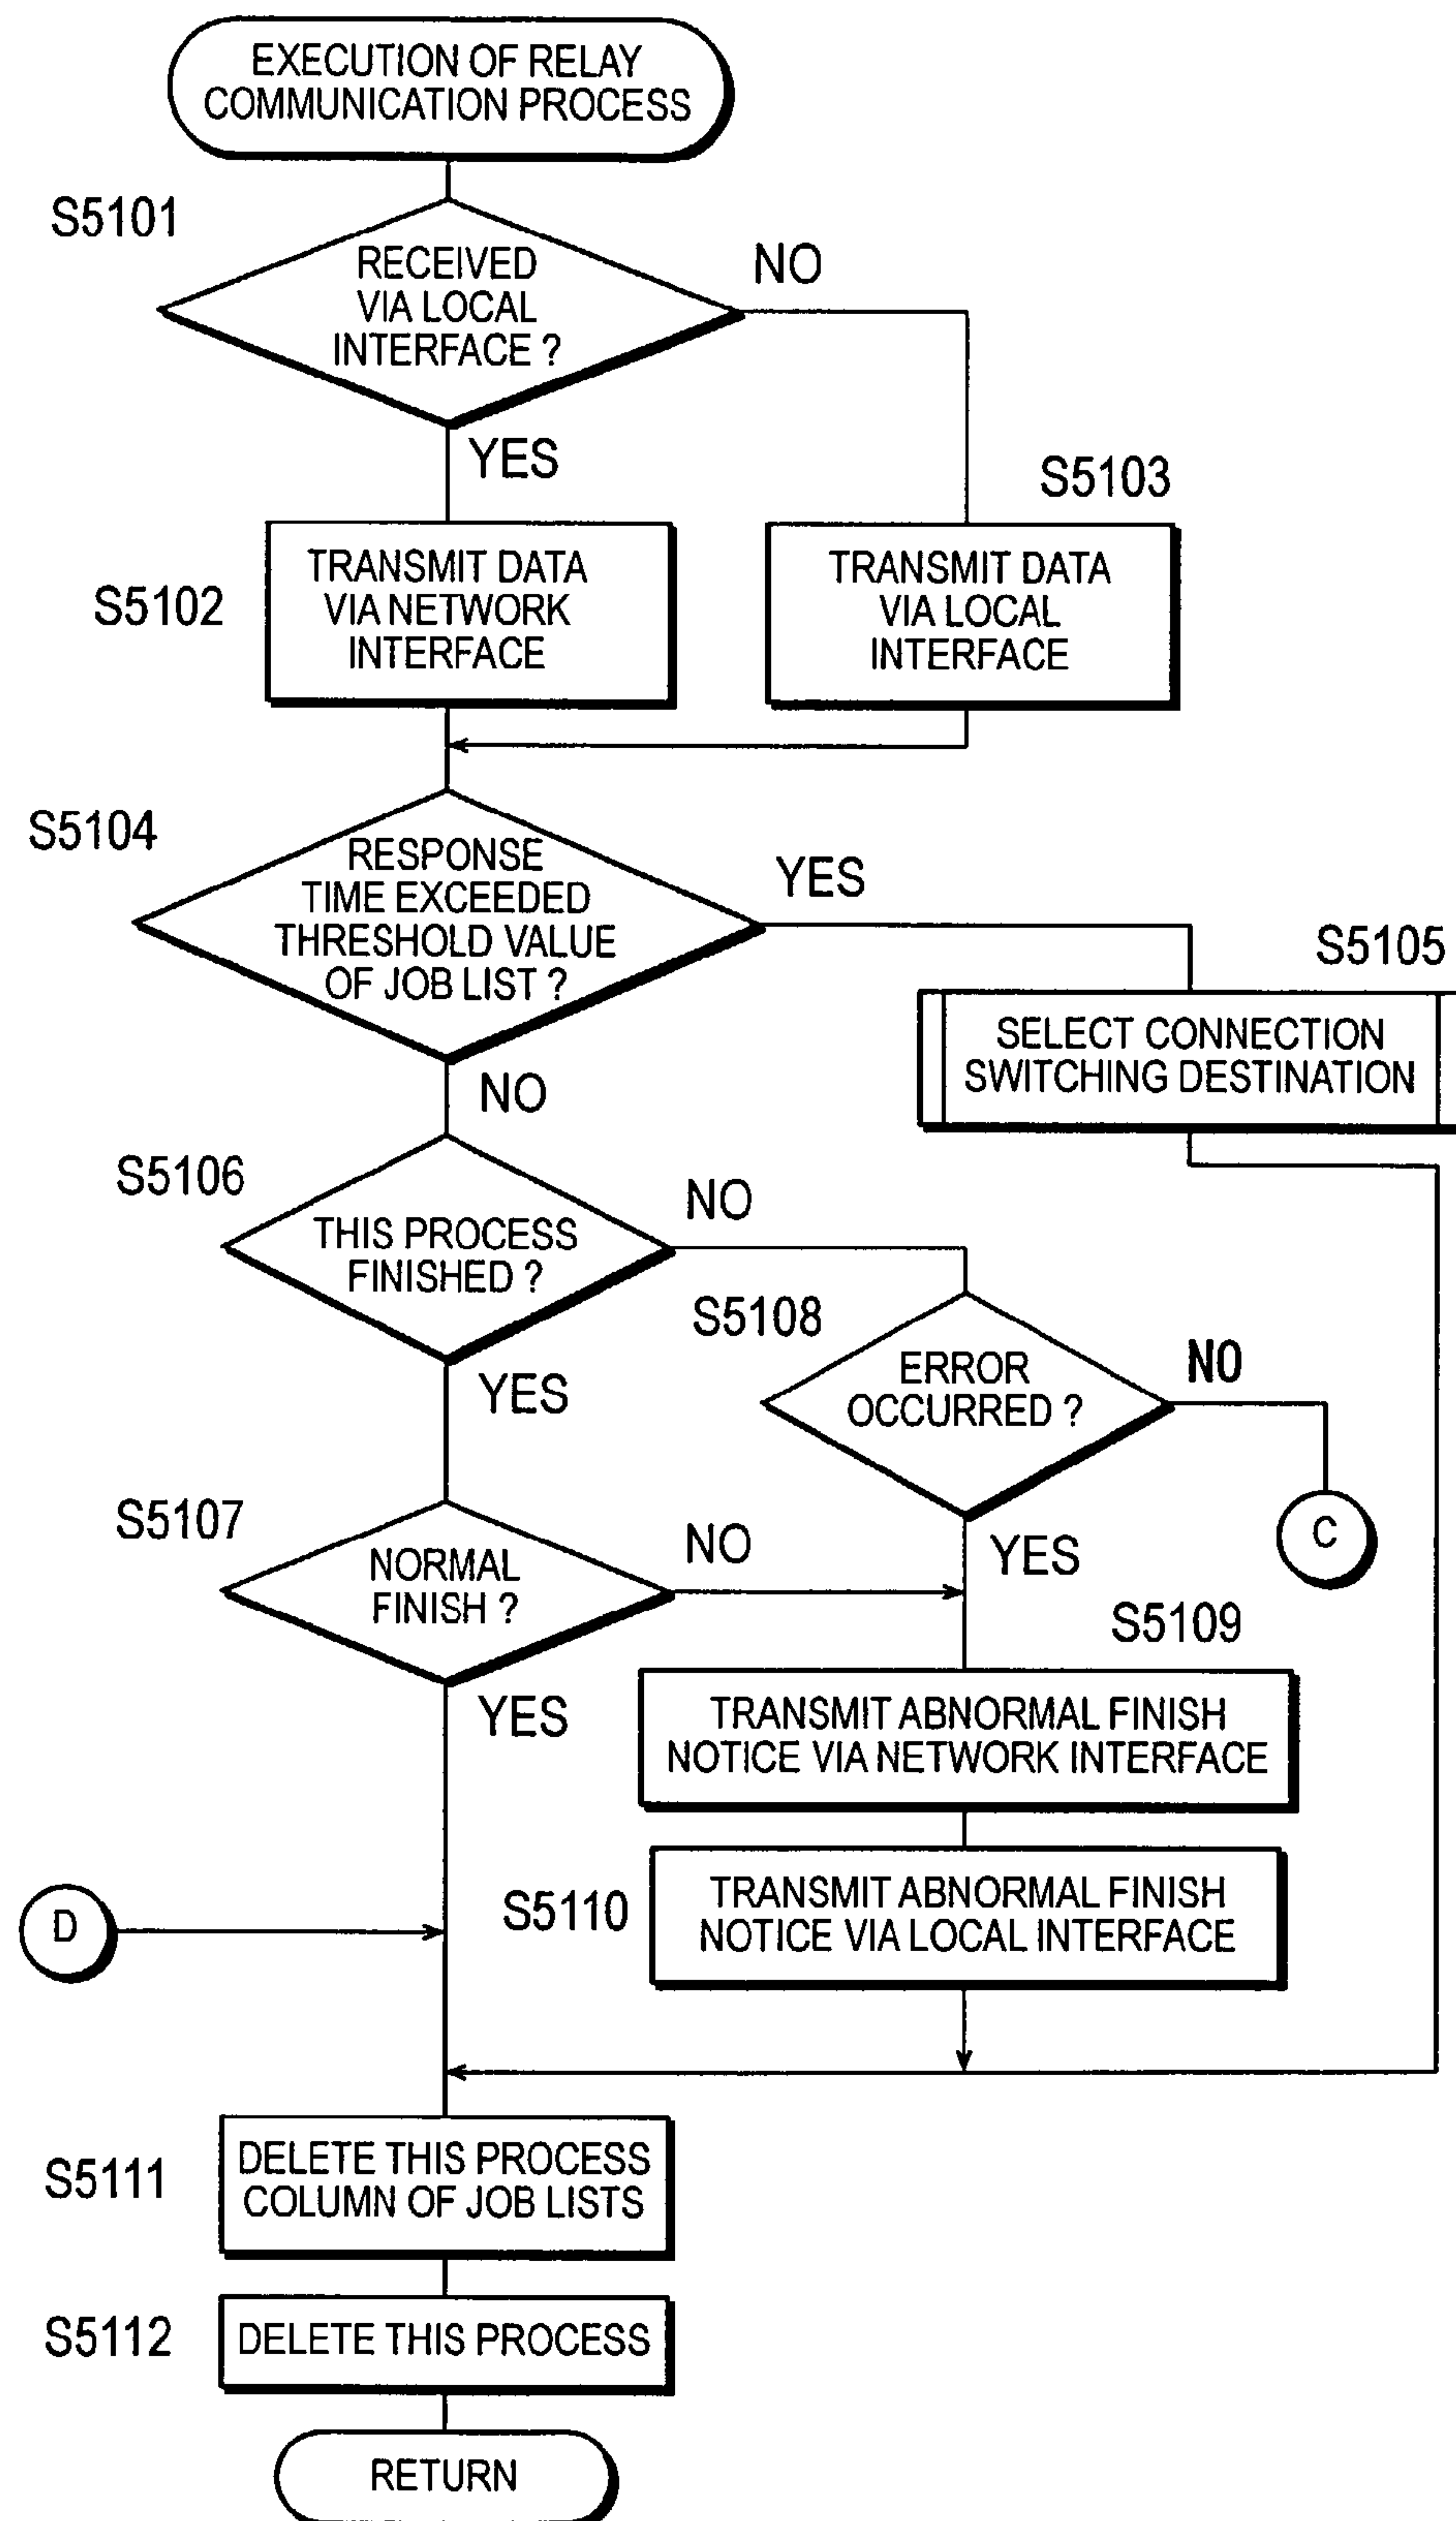 EXECUTION OF RELAY
COMMUNICATION PROCESS
S5101
RECEIVED
VIA LOCAL
INTERFACE ?
NO
YES
S5102
TRANSMIT DATA
VIA NETWORK
INTERFACE
S5103
TRANSMIT DATA
VIA LOCAL
INTERFACE
S5104
RESPONSE
TIME EXCEEDED
THRESHOLD VALUE
OF JOB LIST ?
YES
S5105
SELECT CONNECTION
SWITCHING DESTINATION
NO
S5106
THIS PROCESS
FINISHED ?
NO
S5108
ERROR
OCCURRED ?
NO
C
YES
YES
S5107
NORMAL
FINISH ?
NO
YES
S5109
TRANSMIT ABNORMAL FINISH
NOTICE VIA NETWORK INTERFACE
S5110
TRANSMIT ABNORMAL FINISH
NOTICE VIA LOCAL INTERFACE
D
S5111
DELETE THIS PROCESS
COLUMN OF JOB LISTS
S5112
DELETE THIS PROCESS
RETURN